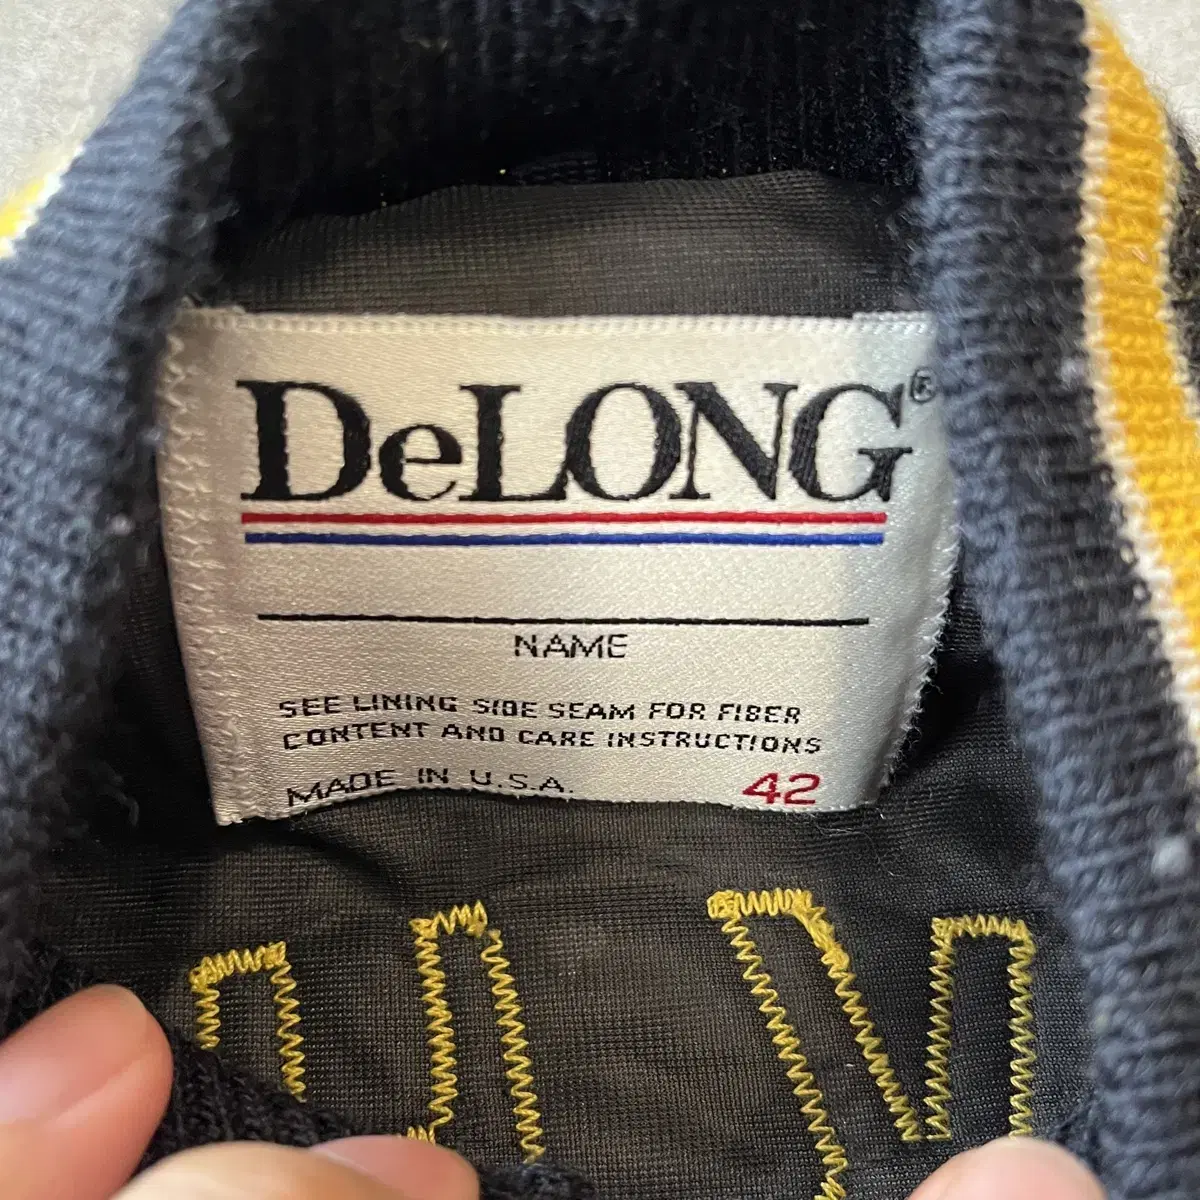 DeLONG®
NAME
SEE LINING SIDE SEAM FOR FIBER
CONTENT AND CARE INSTRUCTIONS
MADE IN U.S.A. 42